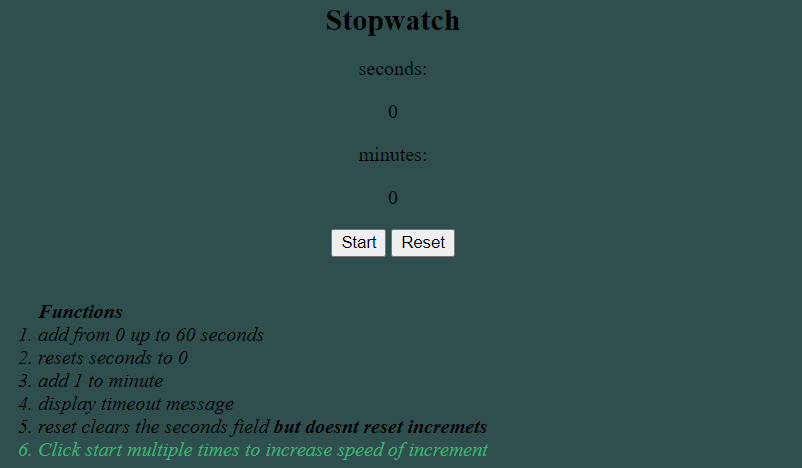 Stopwatch
seconds:
0
minutes:
0
Start Reset
Functions
1. add from 0 up to 60 seconds
2. resets seconds to 0
3. add 1 to minute
4. display timeout message
5. reset clears the seconds field but doesnt reset incremets
6. Click start multiple times to increase speed of increment